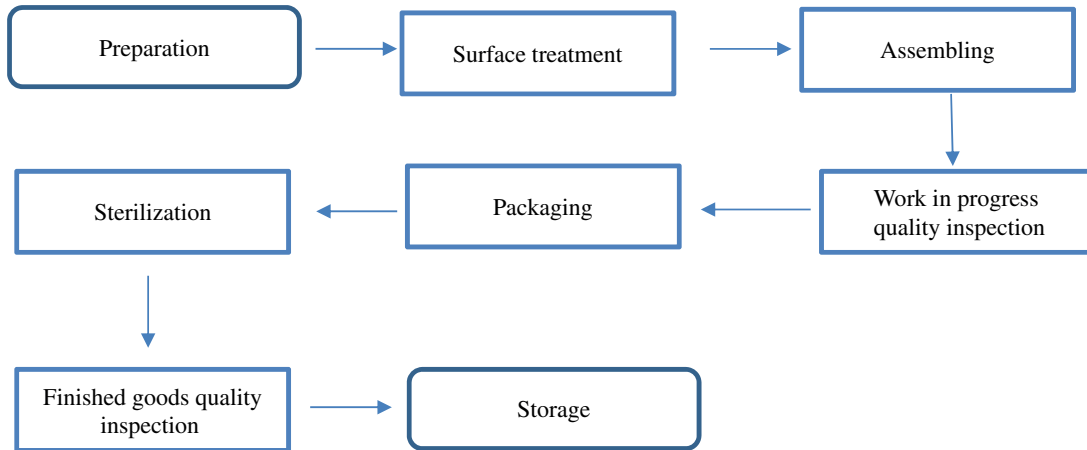 Preparation
Surface treatment
Assembling
Work in progress
quality inspection
Packaging
Sterilization
Finished goods quality
inspection
Storage